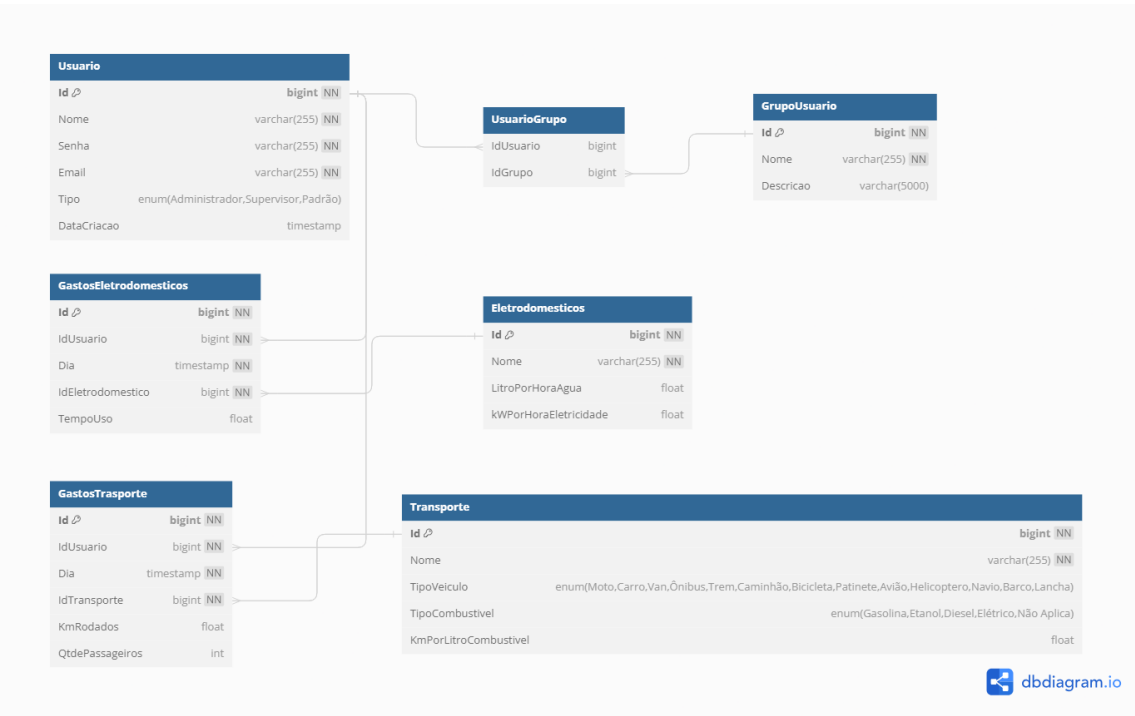 Usuario
Id bigint NN
Nome varchar(255) NN
Senha varchar(255) NN
Email varchar(255) NN
Tipo enum(Administrador,Supervisor,Padrão)
DataCriacao timestamp
UsuarioGrupo
IdUsuario bigint
IdGrupo bigint
GrupoUsuario
Id bigint NN
Nome varchar(255) NN
Descricao varchar(5000)
GastosEletrodomesticos
Id bigint NN
IdUsuario bigint NN
Dia timestamp NN
IdEletrodomestico bigint NN
TempoUso float
Eletrodomesticos
Id bigint NN
Nome varchar(255) NN
LitroPorHoraAgua float
kWPorHoraEletricidade float
GastosTrasporte
Id bigint NN
IdUsuario bigint NN
Dia timestamp NN
IdTransporte bigint NN
KmRodados float
QtdePassageiros int
Transporte
Id bigint NN
Nome varchar(255) NN
TipoVeiculo enum(Moto,Carro,Van,Ônibus,Trem,Caminhão,Bicicleta,Patinete,Avião,Helicoptero,Navio,Barco,Lancha)
TipoCombustivel enum(Gasolina,Etanol,Diesel,Elétrico,Não Aplica)
KmPorLitroCombustivel float
dbdiagram.io